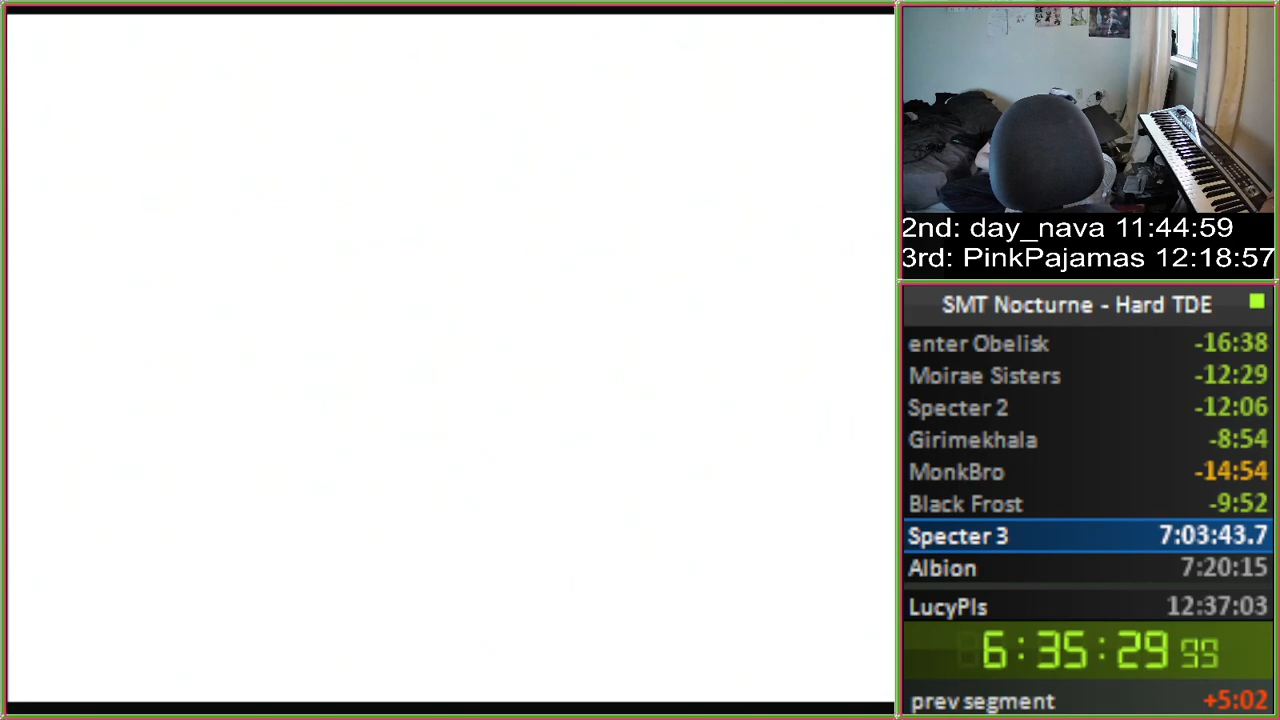 2nd: day_nava 11:44:59
3rd: PinkPajamas 12:18:57
SMT Nocturne - Hard TDE
enter Obelisk -16:38
Moirae Sisters -12:29
Specter 2 -12:06
Girimekhala -8:54
MonkBro -14:54
Black Frost -9:52
Specter 3 7:03:43.7
Albion 7:20:15
LucyPls 12:37:03
6:35:29 99
prev segment +5:02